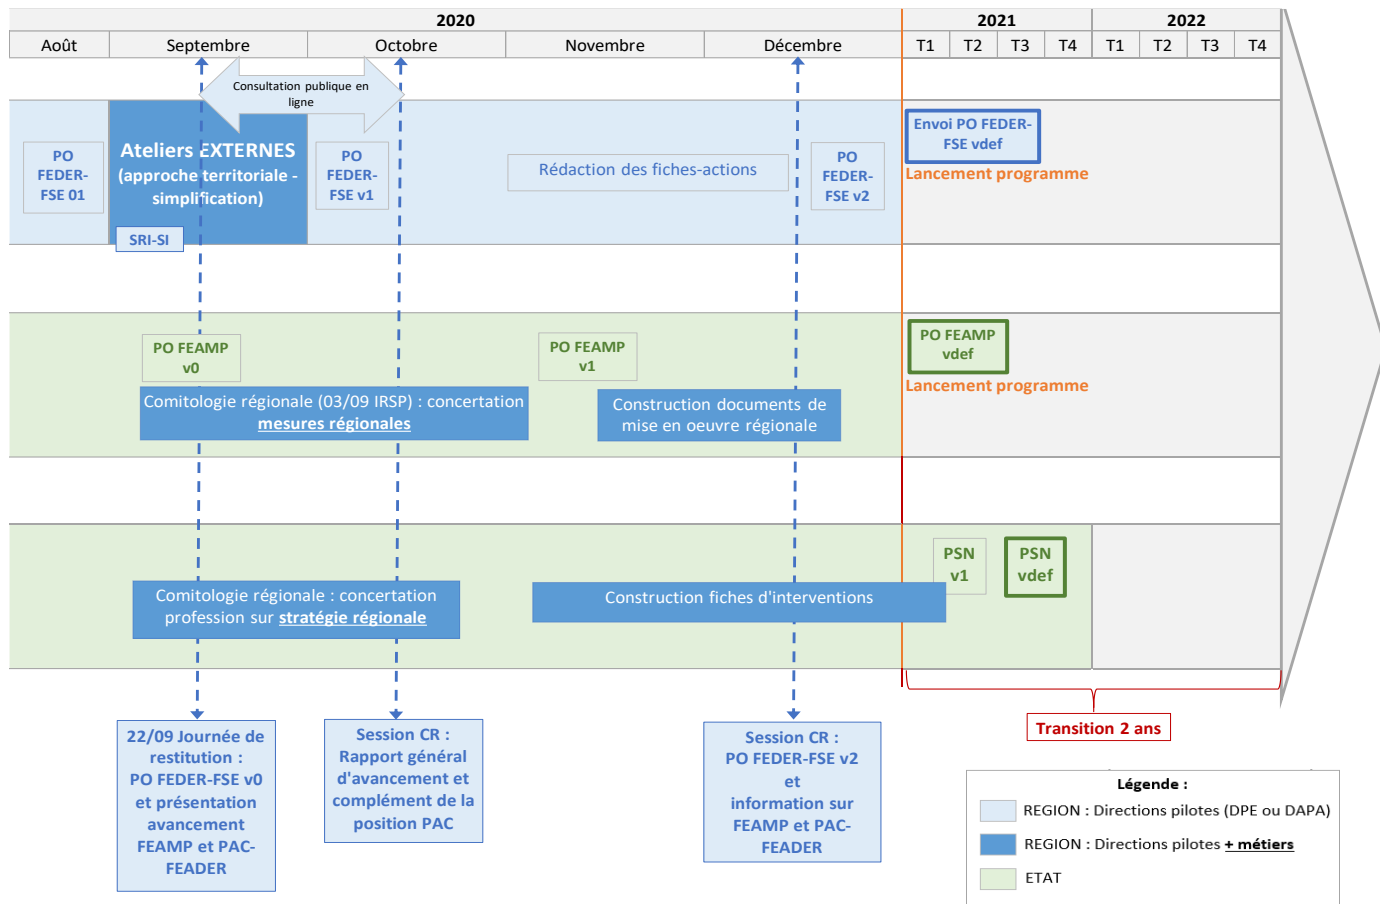 2020
2021
2022
Août
Septembre
Octobre
Novembre
Décembre
T1
T2
T3
T4
T1
T2
T3
T4
Consultation publique en
ligne
PO
FEDER-
FSE 01
Ateliers EXTERNES
(approche territoriale -
simplification)
SRI-SI
PO
FEDER-
FSE v1
Rédaction des fiches-actions
PO
FEDER-
FSE v2
Envoi PO FEDER-
FSE vdef
Lancement programme
PO FEAMP
v0
PO FEAMP
v1
PO FEAMP
vdef
Lancement programme
Comitologie régionale (03/09 IRSP) : concertation
mesures régionales
Construction documents de
mise en oeuvre régionale
PSN
v1
PSN
vdef
Comitologie régionale : concertation
profession sur stratégie régionale
Construction fiches d'interventions
22/09 Journée de
restitution :
PO FEDER-FSE v0
et présentation
avancement
FEAMP et PAC-
FEADER
Session CR :
Rapport général
d'avancement et
complément de la
position PAC
Session CR :
PO FEDER-FSE v2
et
information sur
FEAMP et PAC-
FEADER
Transition 2 ans
Légende :
REGION : Directions pilotes (DPE ou DAPA)
REGION : Directions pilotes + métiers
ETAT